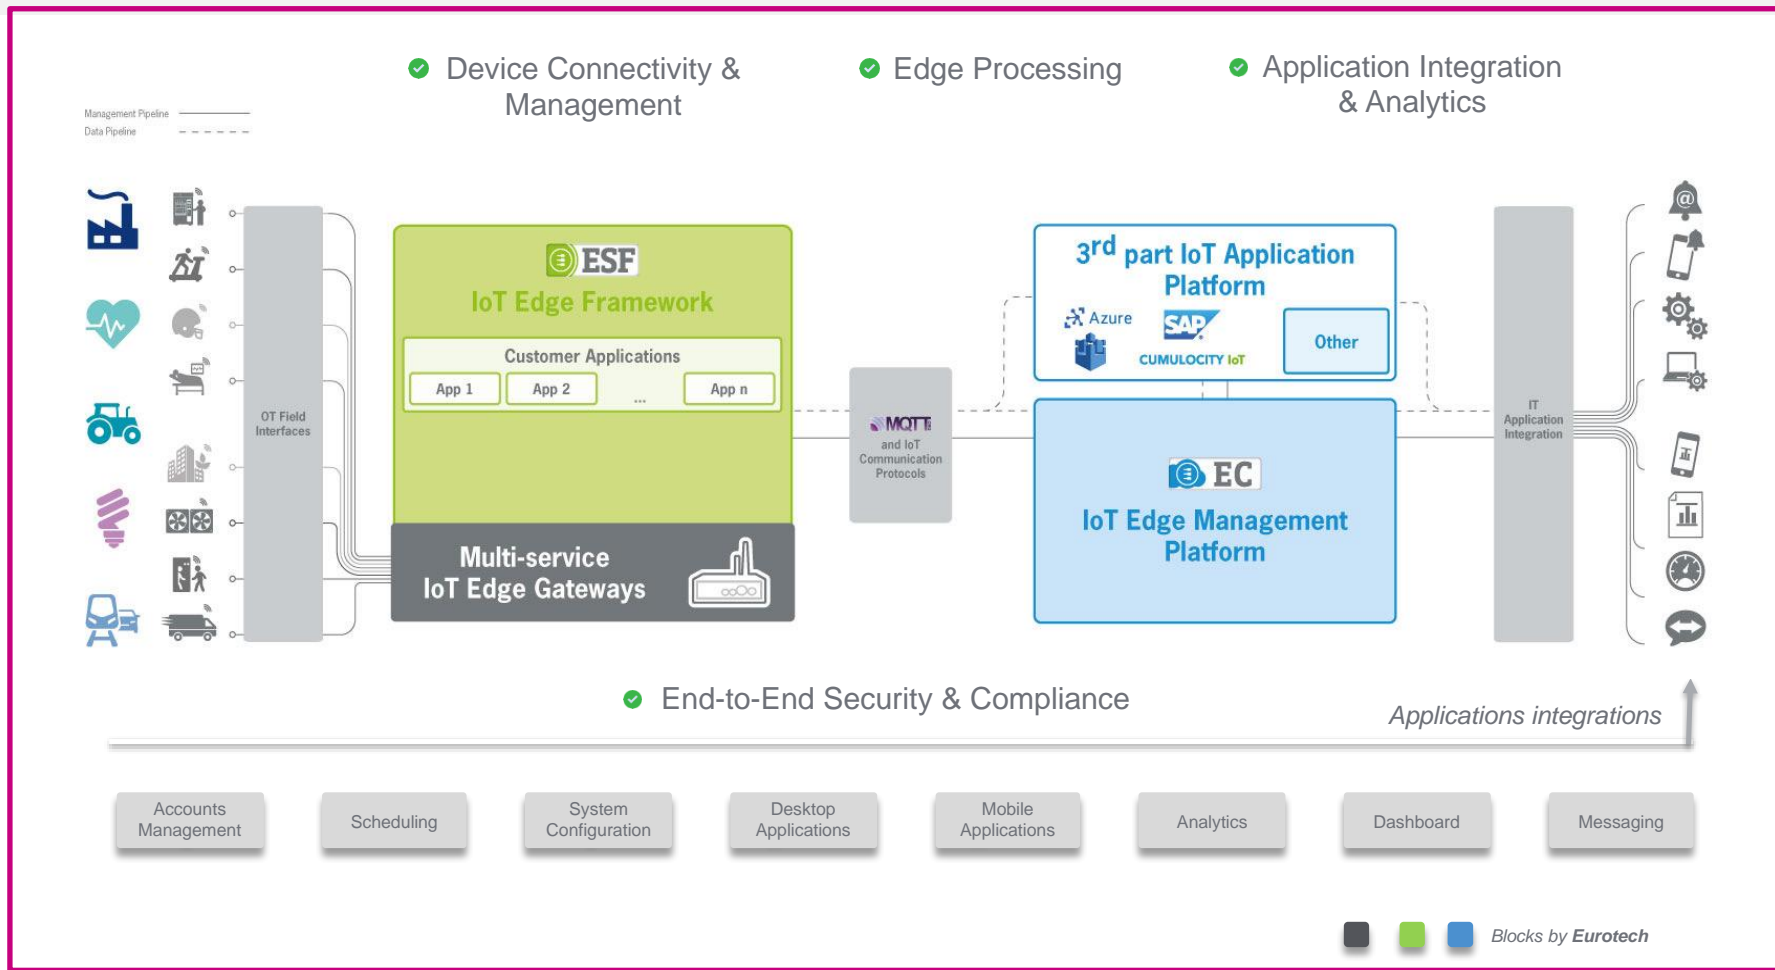 Device Connectivity &
Management
Edge Processing
Application Integration
& Analytics
Management Pipeline
Data Pipeline
OT Field
Interfaces
ESF
IoT Edge Framework
Customer Applications
App 1
App 2
...
App n
Multi-service
IoT Edge Gateways
MQTT
and IoT
Communication
Protocols
3rd part IoT Application
Platform
Azure
SAP
CUMULOCITY IoT
Other
EC
IoT Edge Management
Platform
IT
Application
Integration
@
End-to-End Security & Compliance
Applications integrations
Accounts
Management
Scheduling
System
Configuration
Desktop
Applications
Mobile
Applications
Analytics
Dashboard
Messaging
Blocks by Eurotech